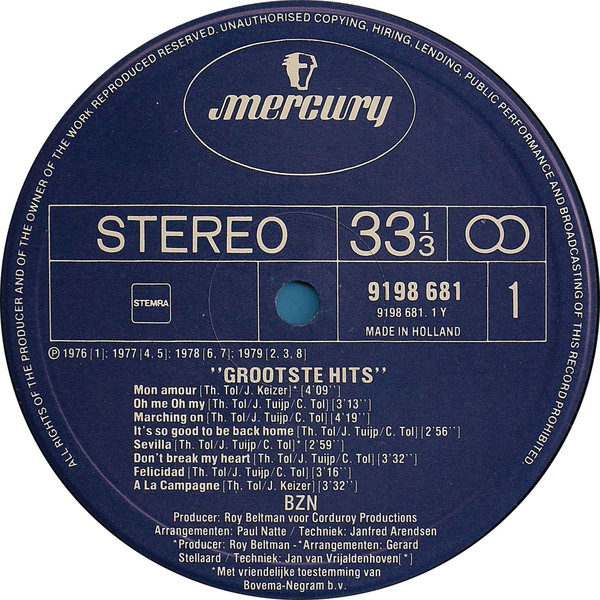 ALL RIGHTS OF THE PRODUCER AND OF THE OWNER OF THE WORK REPRODUCED RESERVED. UNAUTHORISED COPYING, HIRING, LENDING, PUBLIC PERFORMANCE AND BROADCASTING OF THIS RECORD PROHIBITED.
mercury
STEREO 33 1/3
STEMRA
9198 681 1
9198 681. 1 Y
MADE IN HOLLAND
Ⓟ 1976 [1]; 1977 [4, 5]; 1978 [6, 7]; 1979 [2, 3, 8]
"GROOTSTE HITS"
Mon amour [Th. Tol/J. Keizer]* [4'09'']
Oh me Oh my [Th. Tol/J. Tuijp/C. Tol] [3'13'']
Marching on [Th. Tol/J. Tuijp/C. Tol] [4'19'']
It's so good to be back home [Th. Tol/J. Tuijp/C. Tol] [2'56'']
Sevilla [Th. Tol/J. Tuijp/C. Tol]* [2'59'']
Don't break my heart [Th. Tol/J. Tuijp/C. Tol] [3'32'']
Felicidad [Th. Tol/J. Tuijp/C. Tol] [3'16'']
A La Campagne [Th. Tol/J. Keizer] [3'32'']
BZN
Producer: Roy Beltman voor Corduroy Productions
Arrangementen: Paul Natte / Techniek: Janfred Arendsen
*Producer: Roy Beltman - *Arrangementen: Gerard
Stellaard / Techniek: Jan van Vrijaldenhoven[*]
*Met vriendelijke toestemming van
Bovema-Negram b.v.